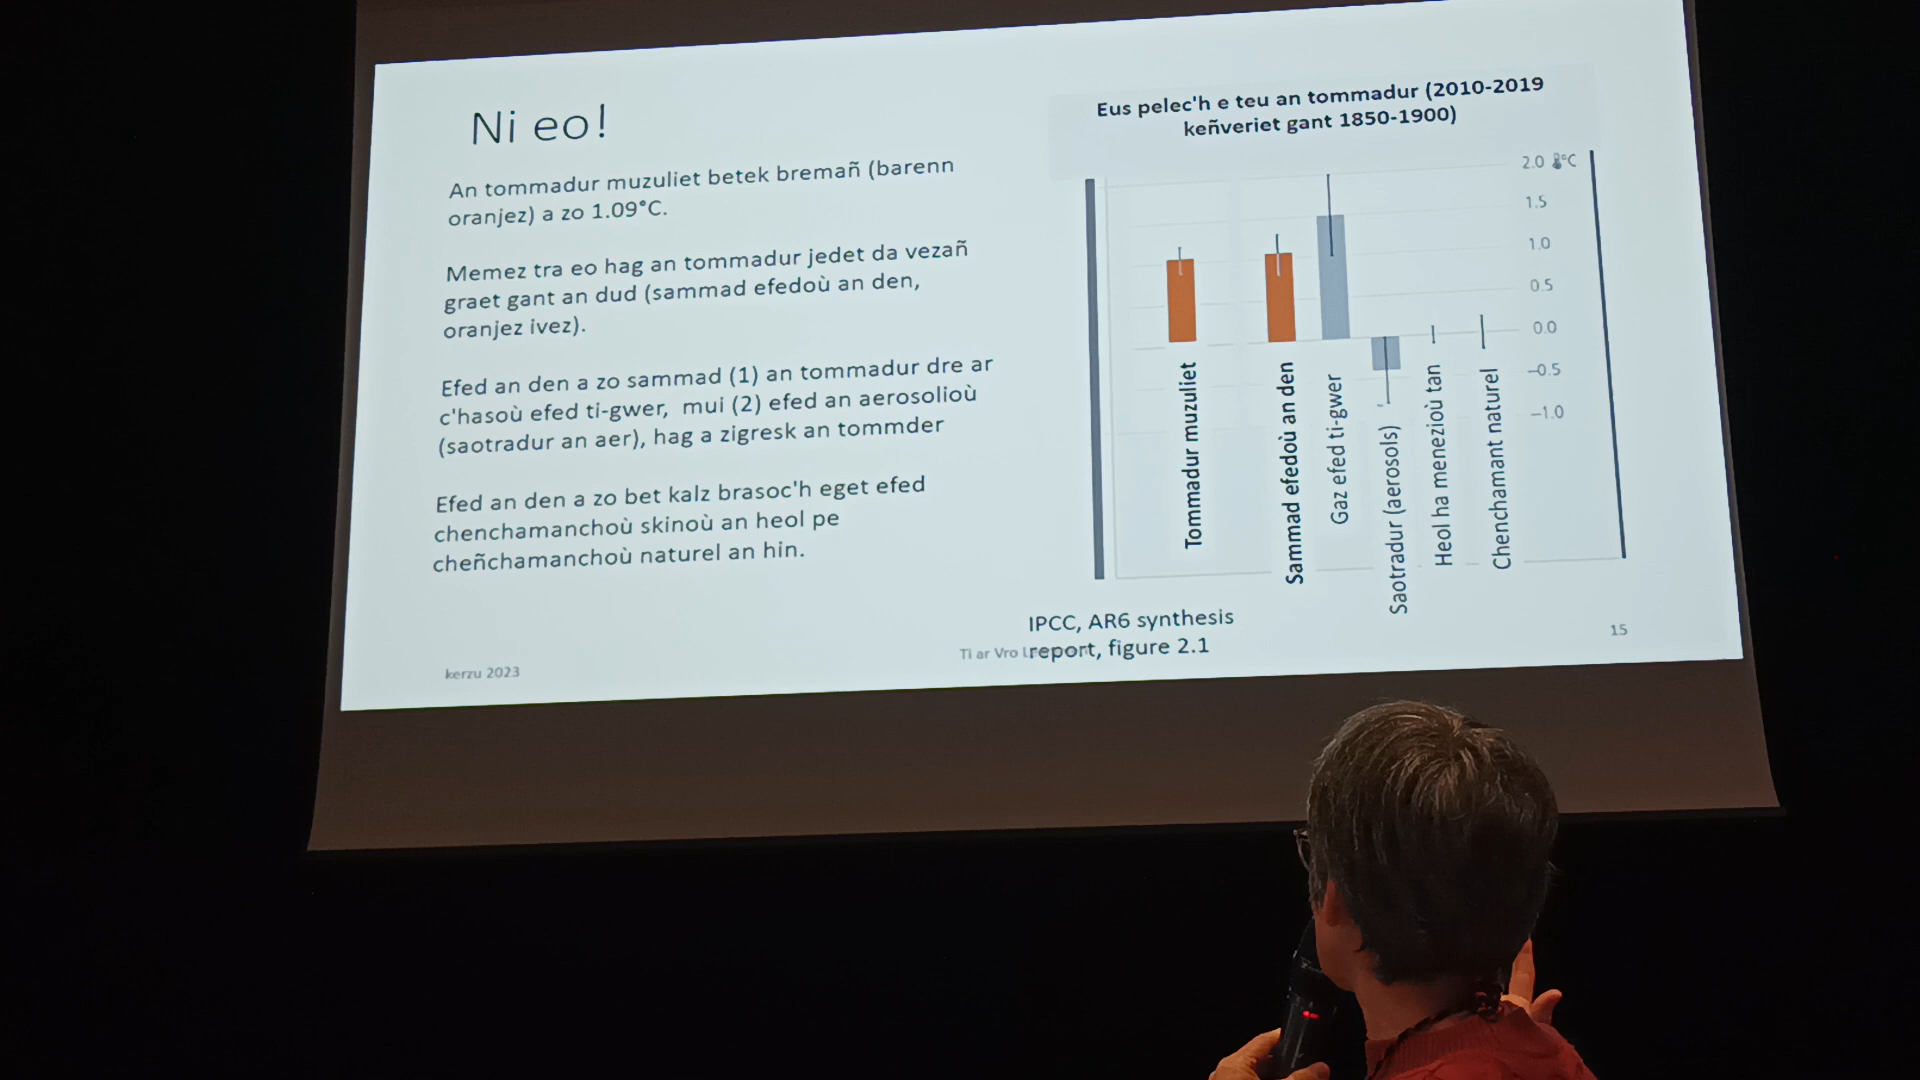 Ni eo!
An tommadur muzuliet betek bremañ (barenn
oranjez) a zo 1.09°C.
Memez tra eo hag an tommadur jedet da vezañ
graet gant an dud (sammad efedoù an den,
oranjez ivez).
Efed an den a zo sammad (1) an tommadur dre ar
c'hasoù efed ti-gwer, mui (2) efed an aerosolioù
(saotradur an aer), hag a zigresk an tommder
Efed an den a zo bet kalz brasoc'h eget efed
chenchamanchoù skinoù an heol pe
cheñchamanchoù naturel an hin.
kerzu 2023
Eus pelec'h e teu an tommadur (2010-2019
keñveriet gant 1850-1900)
2.0 °C
1.5
1.0
0.5
0.0
−0.5
−1.0
Tommadur muzuliet
Sammad efedoù an den
Gaz efed ti-gwer
Saotradur (aerosols)
Heol ha menezioù tan
Chenchamant naturel
IPCC, AR6 synthesis
report, figure 2.1
Ti ar Vro
15